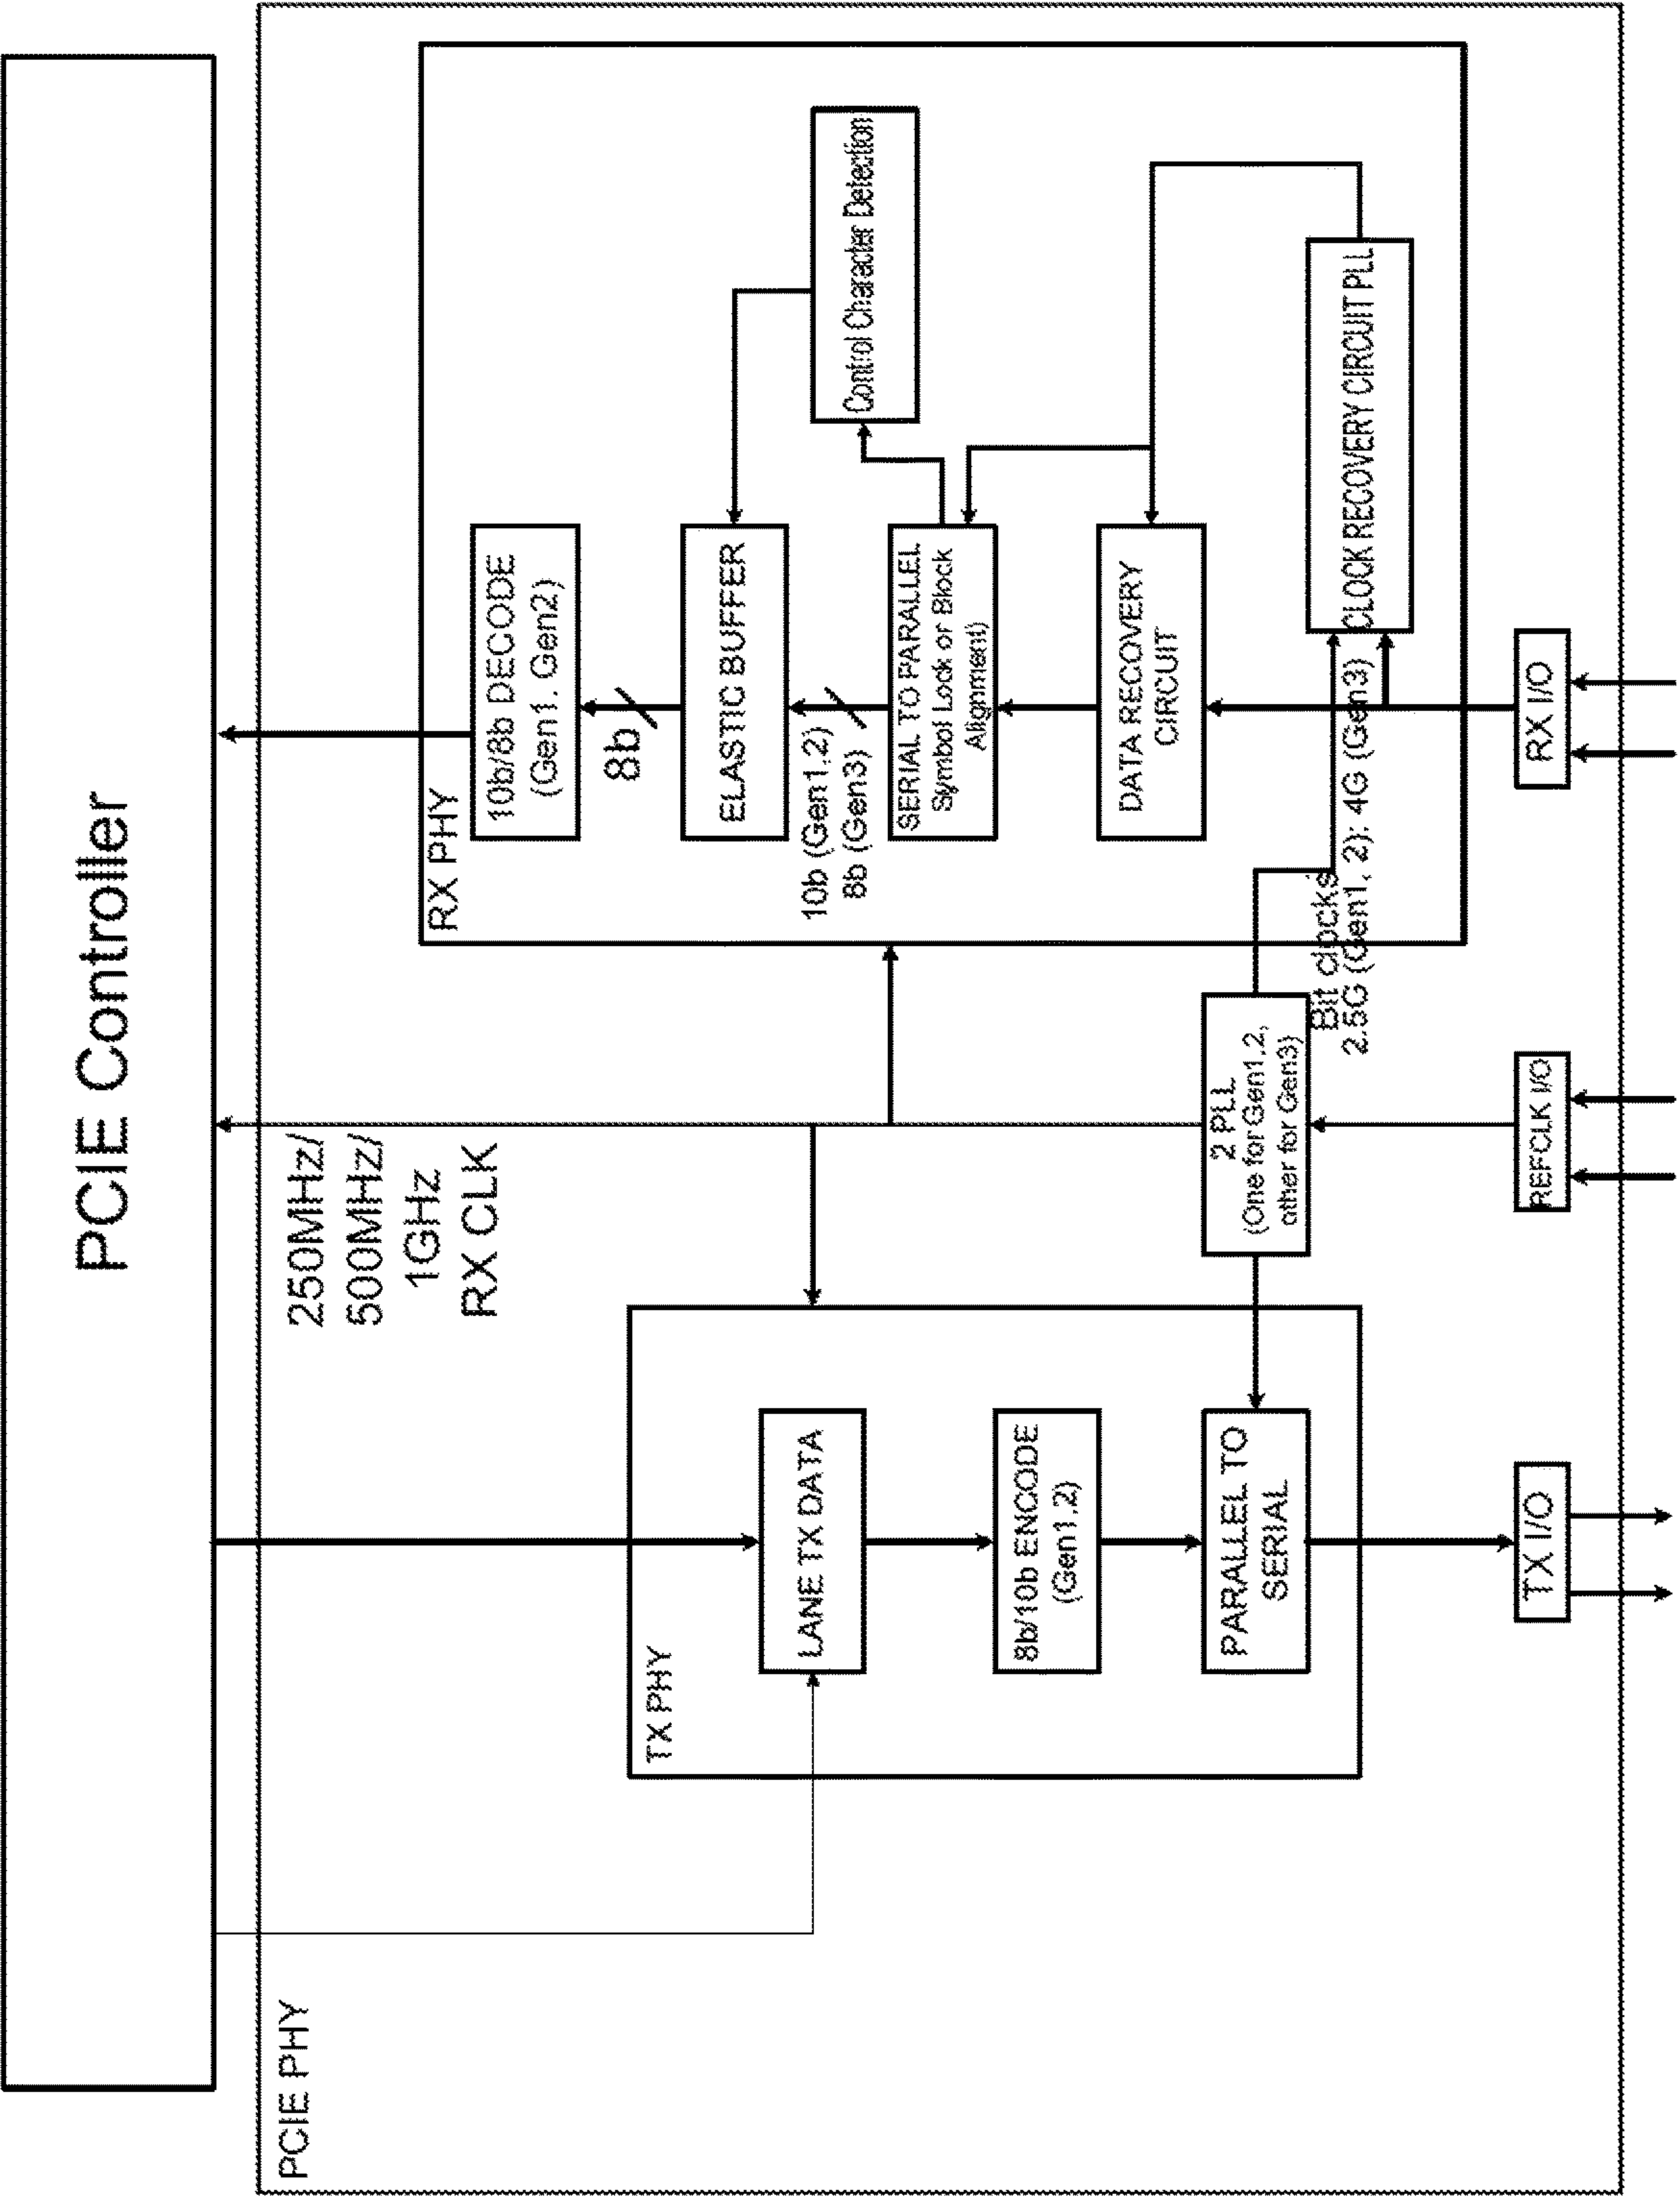 PCIE Controller
PCIE PHY
250MHz/
500MHz/
1GHz
RX CLK
TX PHY
LANE TX DATA
8b/10b ENCODE
(Gen1,2)
PARALLEL TO
SERIAL
TX I/O
2 PLL
(One for Gen1,2,
other for Gen3)
REFCLK I/O
Bit clocks
2.5G (Gen1, 2); 4G (Gen3)
RX PHY
10b/8b DECODE
(Gen1, Gen2)
8b
ELASTIC BUFFER
10b (Gen1,2)
8b (Gen3)
Control Character Detection
SERIAL TO PARALLEL
Symbol Lock or Block
Alignment)
DATA RECOVERY
CIRCUIT
CLOCK RECOVERY CIRCUIT PLL
RX I/O